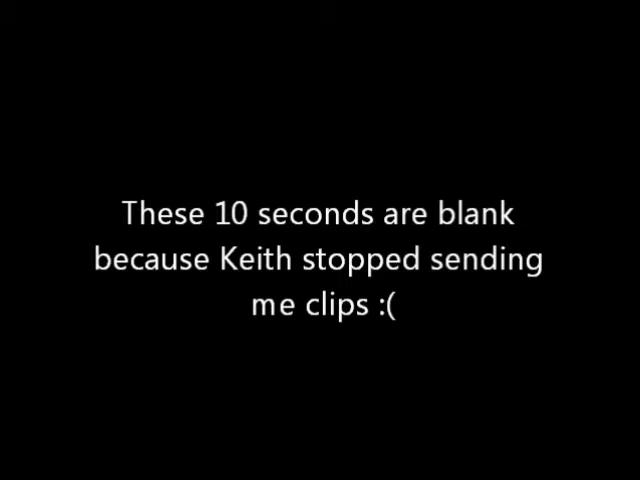 These 10 seconds are blank
because Keith stopped sending
me clips :(